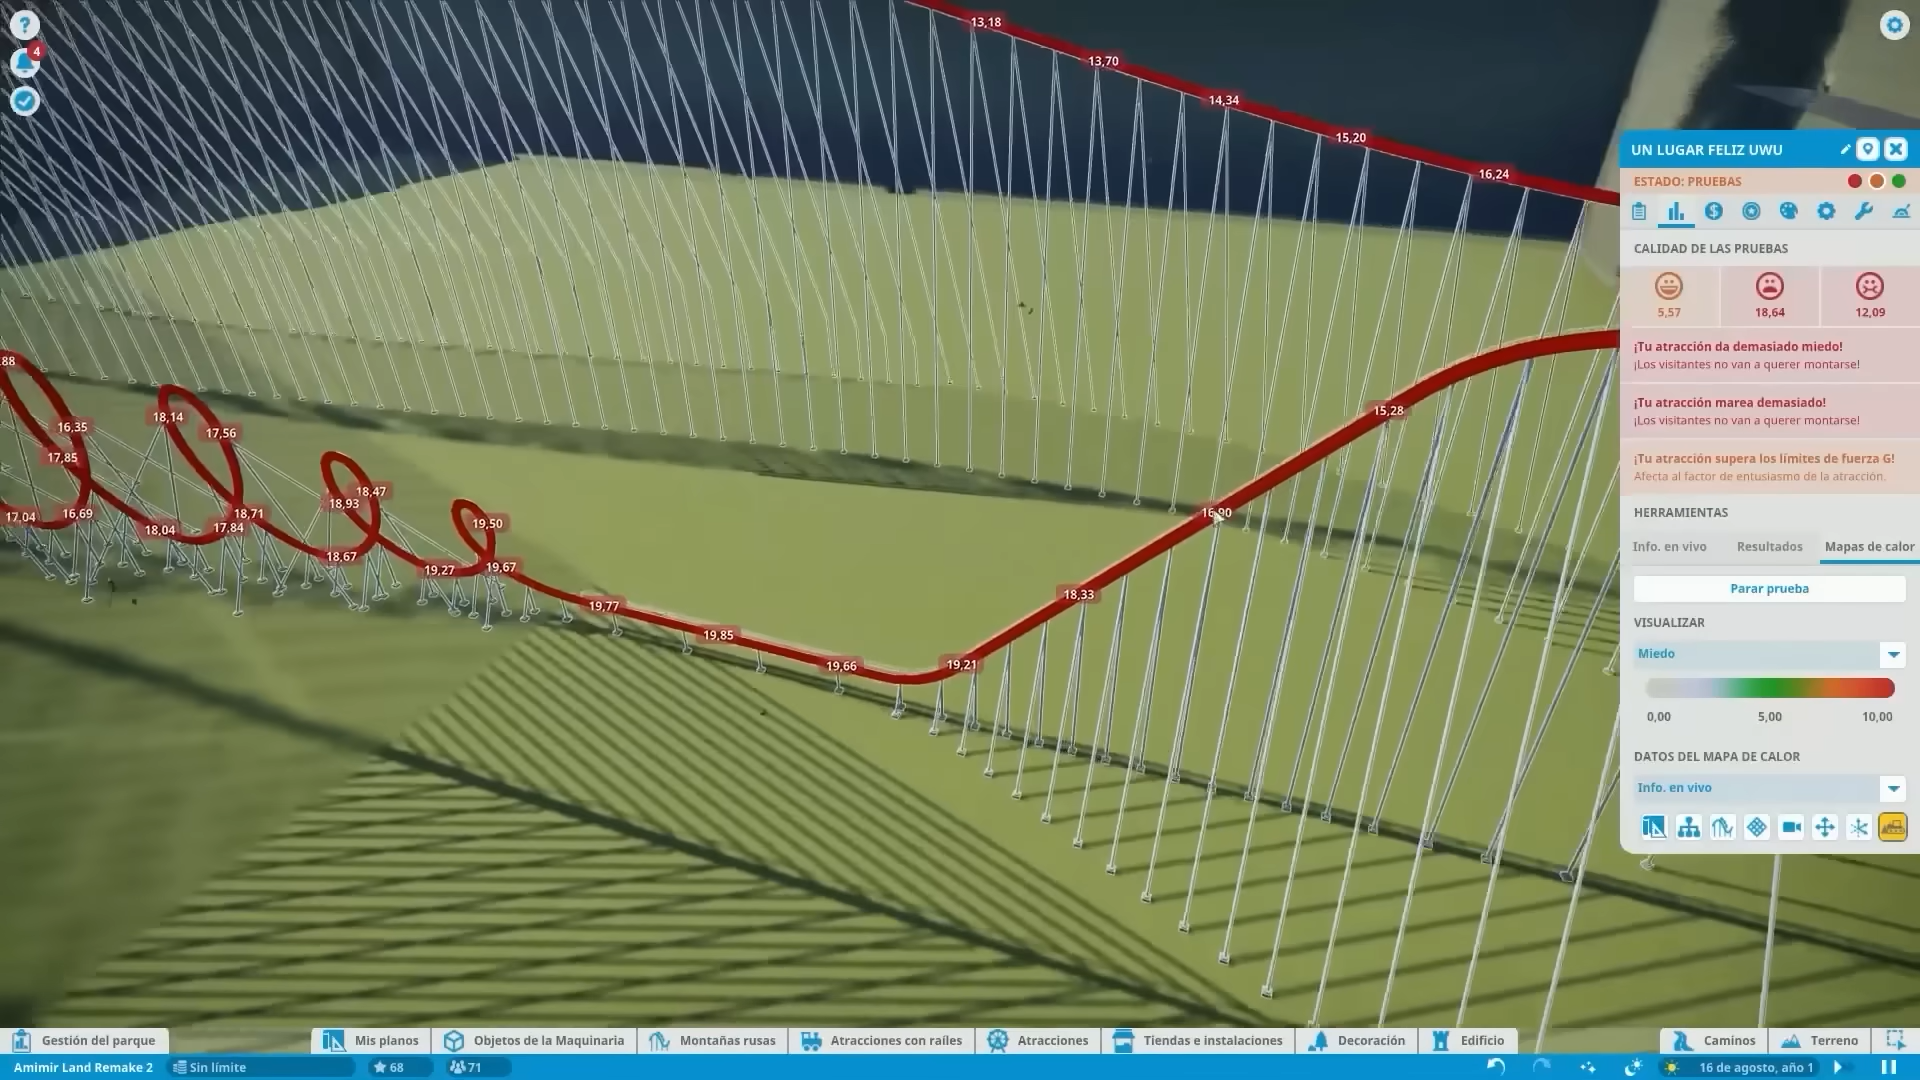 ?
4
13,18
13,70
14,34
15,20
16,24
UN LUGAR FELIZ UWU
ESTADO: PRUEBAS
CALIDAD DE LAS PRUEBAS
5,57
18,64
12,09
¡Tu atracción da demasiado miedo!
¡Los visitantes no van a querer montarse!
¡Tu atracción marea demasiado!
¡Los visitantes no van a querer montarse!
¡Tu atracción supera los límites de fuerza G!
Afecta al factor de entusiasmo de la atracción.
HERRAMIENTAS
Info. en vivo
Resultados
Mapas de calor
Parar prueba
VISUALIZAR
Miedo
0,00
5,00
10,00
DATOS DEL MAPA DE CALOR
Info. en vivo
88
16,35
17,85
17,04
16,69
18,14
17,56
18,04
17,84
18,71
18,47
18,93
18,67
19,50
19,27
19,67
19,77
19,85
19,66
19,21
18,33
15,28
Gestión del parque
Mis planos
Objetos de la Maquinaria
Montañas rusas
Atracciones con raíles
Atracciones
Tiendas e instalaciones
Decoración
Edificio
Caminos
Terreno
Amimir Land Remake 2
Sin límite
68
71
16 de agosto, año 1